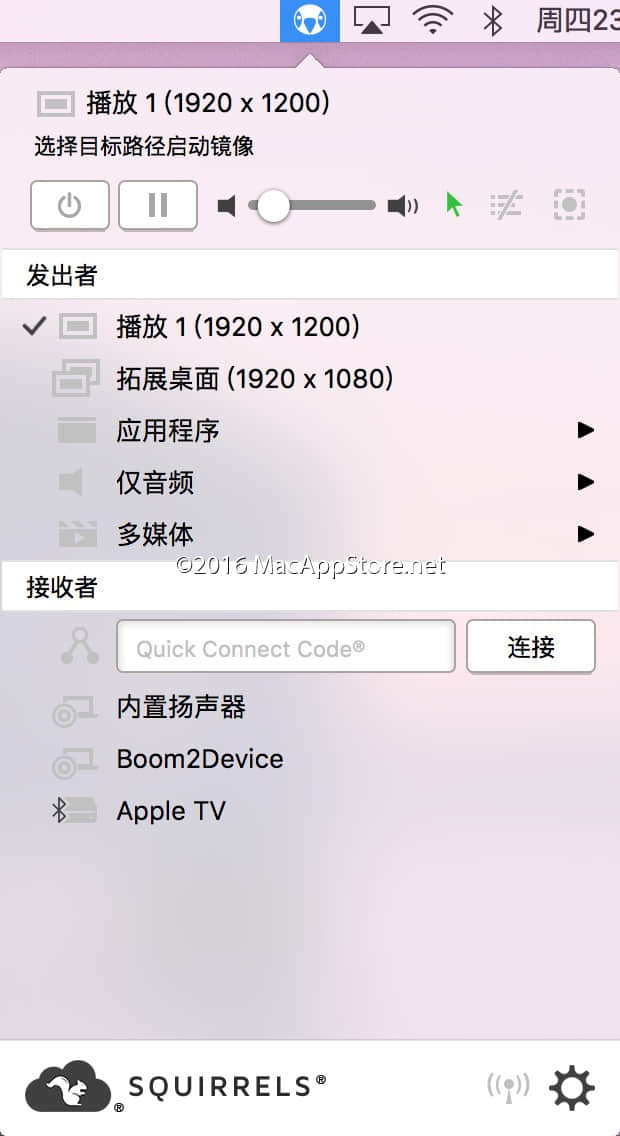 周四23
播放 1 (1920 x 1200)
选择目标路径启动镜像
发出者
播放 1 (1920 x 1200)
拓展桌面 (1920 x 1080)
应用程序
仅音频
多媒体
©2016 MacAppStore.net
接收者
Quick Connect Code® 连接
内置扬声器
Boom2Device
Apple TV
® SQUIRRELS®